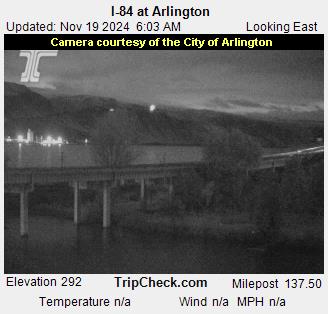 I-84 at Arlington
Updated: Nov 19 2024 6:03 AM Looking East
Camera courtesy of the City of Arlington
Elevation 292 TripCheck.com Milepost 137.50
Temperature n/a Wind n/a MPH n/a